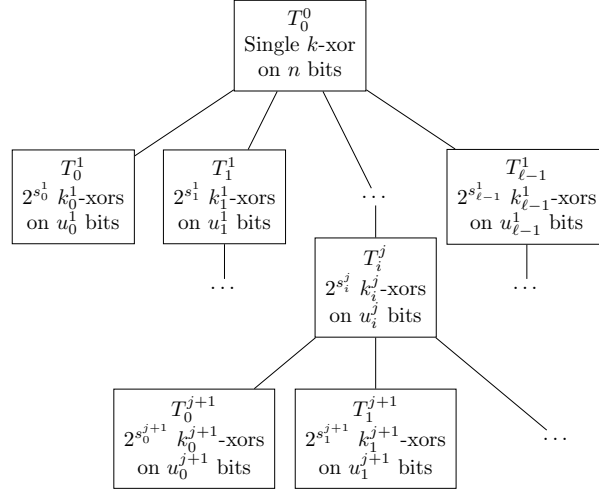 T_0^0
Single k-xor
on n bits
T_0^1
2^{s_0^1} k_0^1-xors
on u_0^1 bits
T_1^1
2^{s_1^1} k_1^1-xors
on u_1^1 bits
...
T_{ℓ−1}^1
2^{s_{ℓ−1}^1} k_{ℓ−1}^1-xors
on u_{ℓ−1}^1 bits
...
T_i^j
2^{s_i^j} k_i^j-xors
on u_i^j bits
...
T_0^{j+1}
2^{s_0^{j+1}} k_0^{j+1}-xors
on u_0^{j+1} bits
T_1^{j+1}
2^{s_1^{j+1}} k_1^{j+1}-xors
on u_1^{j+1} bits
...